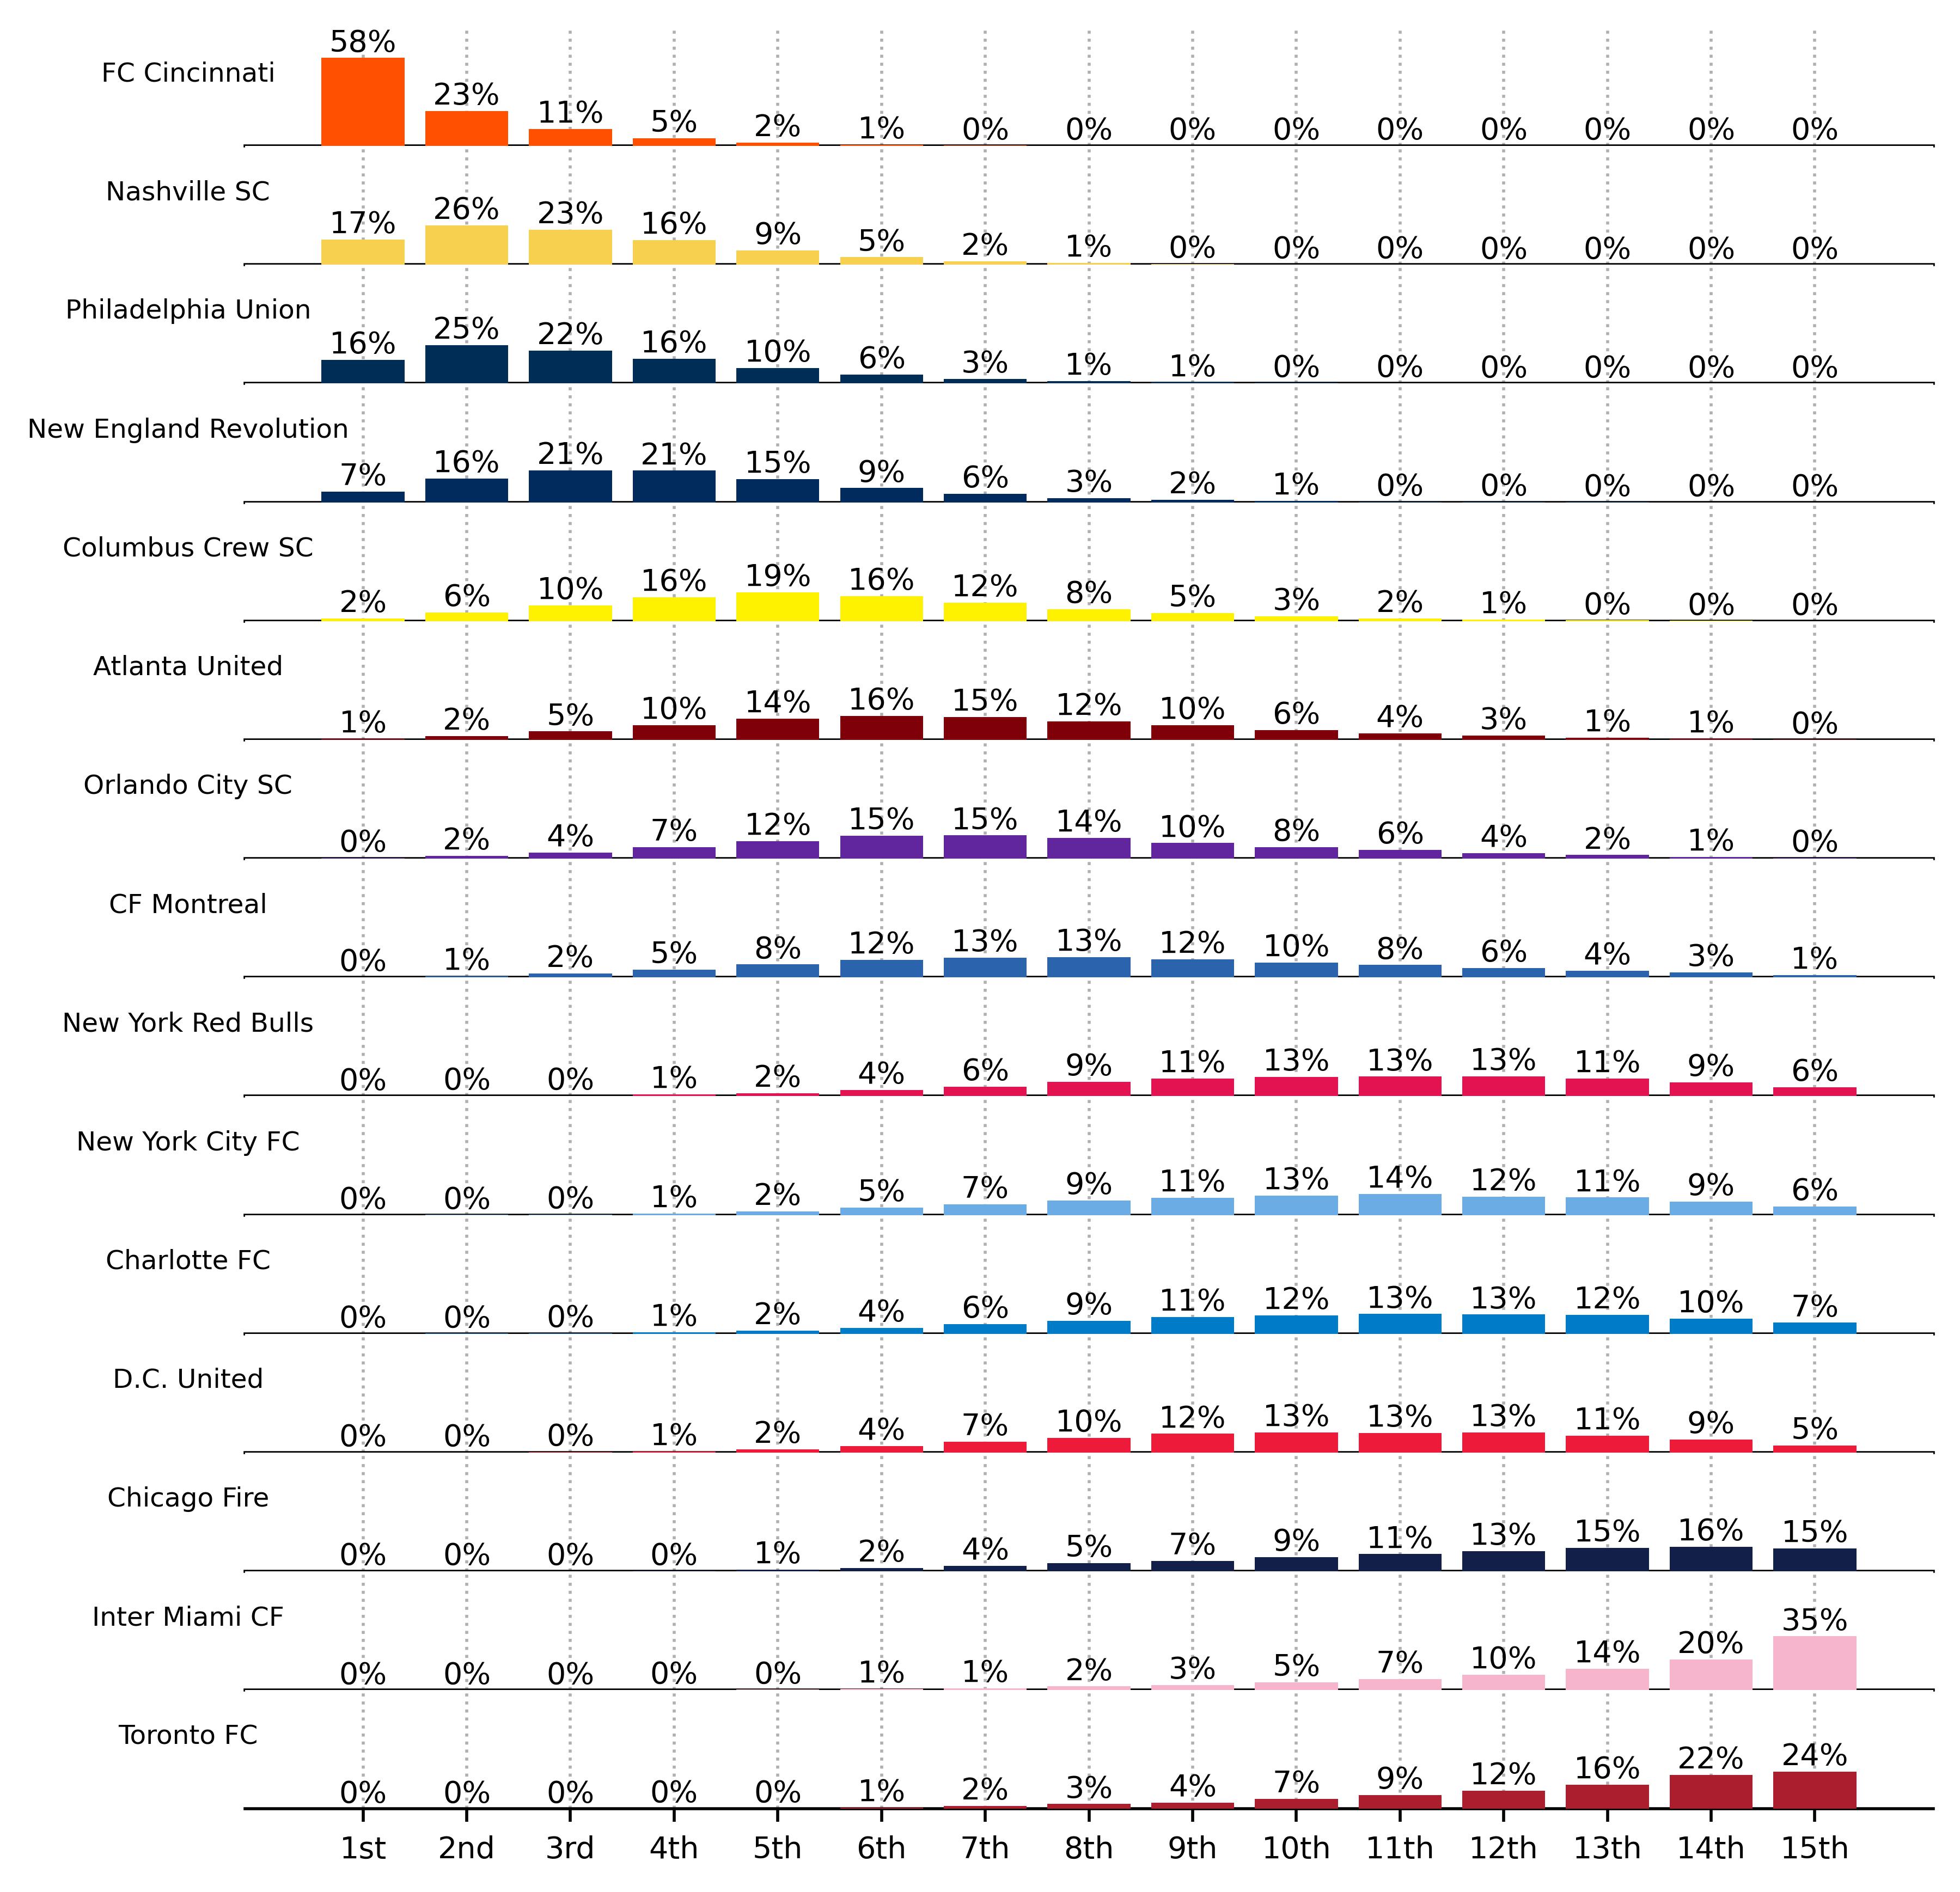 FC Cincinnati 58% 23% 11% 5% 2% 1% 0% 0% 0% 0% 0% 0% 0% 0% 0%
Nashville SC 17% 26% 23% 16% 9% 5% 2% 1% 0% 0% 0% 0% 0% 0% 0%
Philadelphia Union 16% 25% 22% 16% 10% 6% 3% 1% 1% 0% 0% 0% 0% 0% 0%
New England Revolution 7% 16% 21% 21% 15% 9% 6% 3% 2% 1% 0% 0% 0% 0% 0%
Columbus Crew SC 2% 6% 10% 16% 19% 16% 12% 8% 5% 3% 2% 1% 0% 0% 0%
Atlanta United 1% 2% 5% 10% 14% 16% 15% 12% 10% 6% 4% 3% 1% 1% 0%
Orlando City SC 0% 2% 4% 7% 12% 15% 15% 14% 10% 8% 6% 4% 2% 1% 0%
CF Montreal 0% 1% 2% 5% 8% 12% 13% 13% 12% 10% 8% 6% 4% 3% 1%
New York Red Bulls 0% 0% 0% 1% 2% 4% 6% 9% 11% 13% 13% 13% 11% 9% 6%
New York City FC 0% 0% 0% 1% 2% 5% 7% 9% 11% 13% 14% 12% 11% 9% 6%
Charlotte FC 0% 0% 0% 1% 2% 4% 6% 9% 11% 12% 13% 13% 12% 10% 7%
D.C. United 0% 0% 0% 1% 2% 4% 7% 10% 12% 13% 13% 13% 11% 9% 5%
Chicago Fire 0% 0% 0% 0% 1% 2% 4% 5% 7% 9% 11% 13% 15% 16% 15%
Inter Miami CF 0% 0% 0% 0% 0% 1% 1% 2% 3% 5% 7% 10% 14% 20% 35%
Toronto FC 0% 0% 0% 0% 0% 1% 2% 3% 4% 7% 9% 12% 16% 22% 24%
1st 2nd 3rd 4th 5th 6th 7th 8th 9th 10th 11th 12th 13th 14th 15th